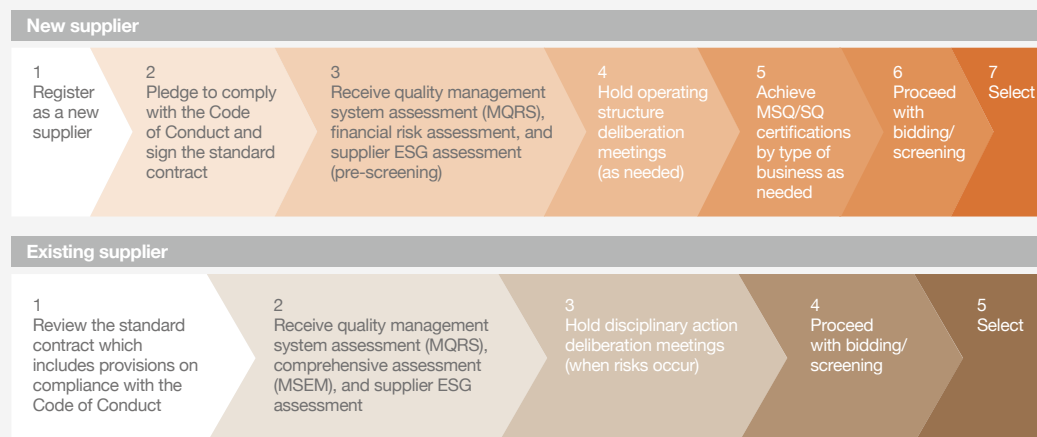 New supplier
1
Register
as a new
supplier
2
Pledge to comply
with the Code
of Conduct and
sign the standard
contract
3
Receive quality management
system assessment (MQRS),
financial risk assessment, and
supplier ESG assessment
(pre-screening)
4
Hold operating
structure
deliberation
meetings
(as needed)
5
Achieve
MSQ/SQ
certifications
by type of
business as
needed
6
Proceed
with
bidding/
screening
7
Select
Existing supplier
1
Review the standard
contract which
includes provisions on
compliance with the
Code of Conduct
2
Receive quality management
system assessment (MQRS),
comprehensive assessment
(MSEM), and supplier ESG
assessment
3
Hold disciplinary action
deliberation meetings
(when risks occur)
4
Proceed
with bidding/
screening
5
Select